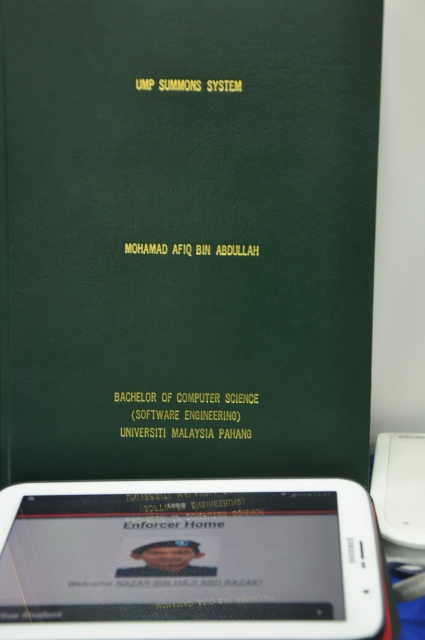 UMP SUMMONS SYSTEM
MOHAMAD AFIQ BIN ABDULLAH
BACHELOR OF COMPUTER SCIENCE
(SOFTWARE ENGINEERING)
UNIVERSITI MALAYSIA PAHANG
Enforcer Home
Welcome NAZAR BIN HAJI ABD RAZAK!
SAMSUNG